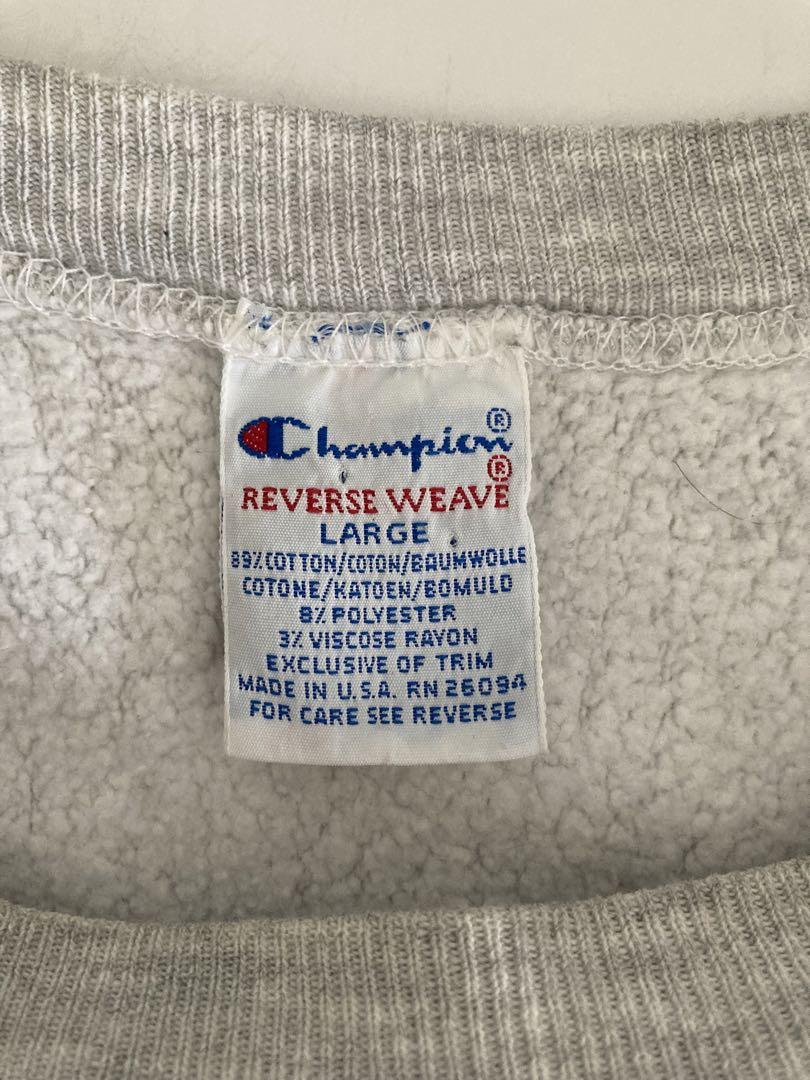 Champion®
REVERSE WEAVE®
LARGE
89% COTTON/COTON/BAUMWOLLE
COTONE/KATOEN/BOMULD
8% POLYESTER
3% VISCOSE RAYON
EXCLUSIVE OF TRIM
MADE IN U.S.A. RN 26094
FOR CARE SEE REVERSE